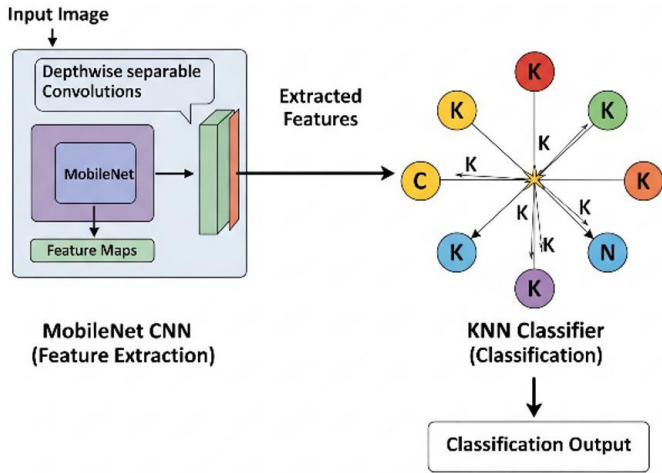 Input Image
Depthwise separable
Convolutions
MobileNet
Feature Maps
Extracted
Features
MobileNet CNN
(Feature Extraction)
K
K
K
K
K
C
K
K
K
K
K
N
K
KNN Classifier
(Classification)
Classification Output